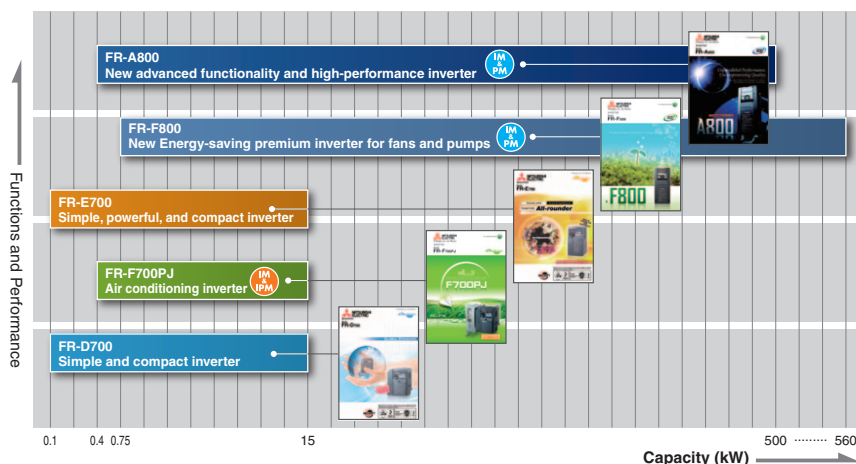 FR-A800
New advanced functionality and high-performance inverter
IM
&
PM
A800
FR-F800
New Energy-saving premium inverter for fans and pumps
IM
&
PM
F800
FR-E700
Simple, powerful, and compact inverter
All-rounder
FR-F700PJ
Air conditioning inverter
IM
&
IPM
F700PJ
FR-D700
Simple and compact inverter
Functions and Performance
0.1
0.4
0.75
15
500
560
Capacity (kW)